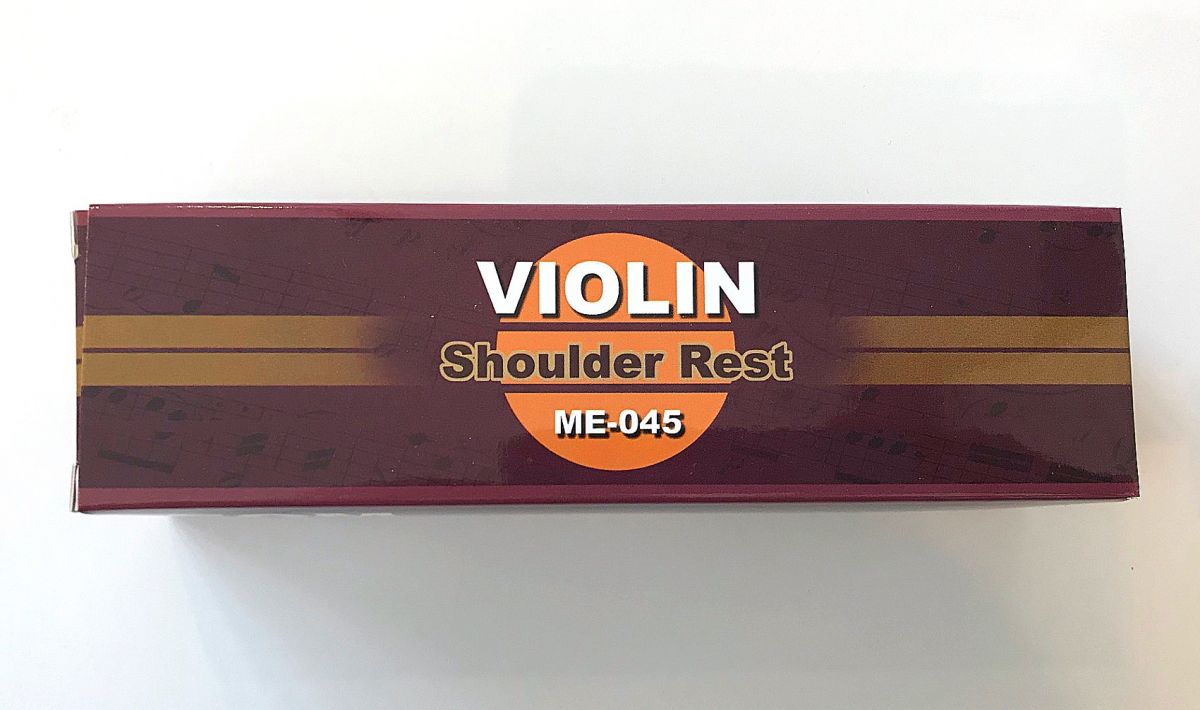 VIOLIN
Shoulder Rest
ME-045